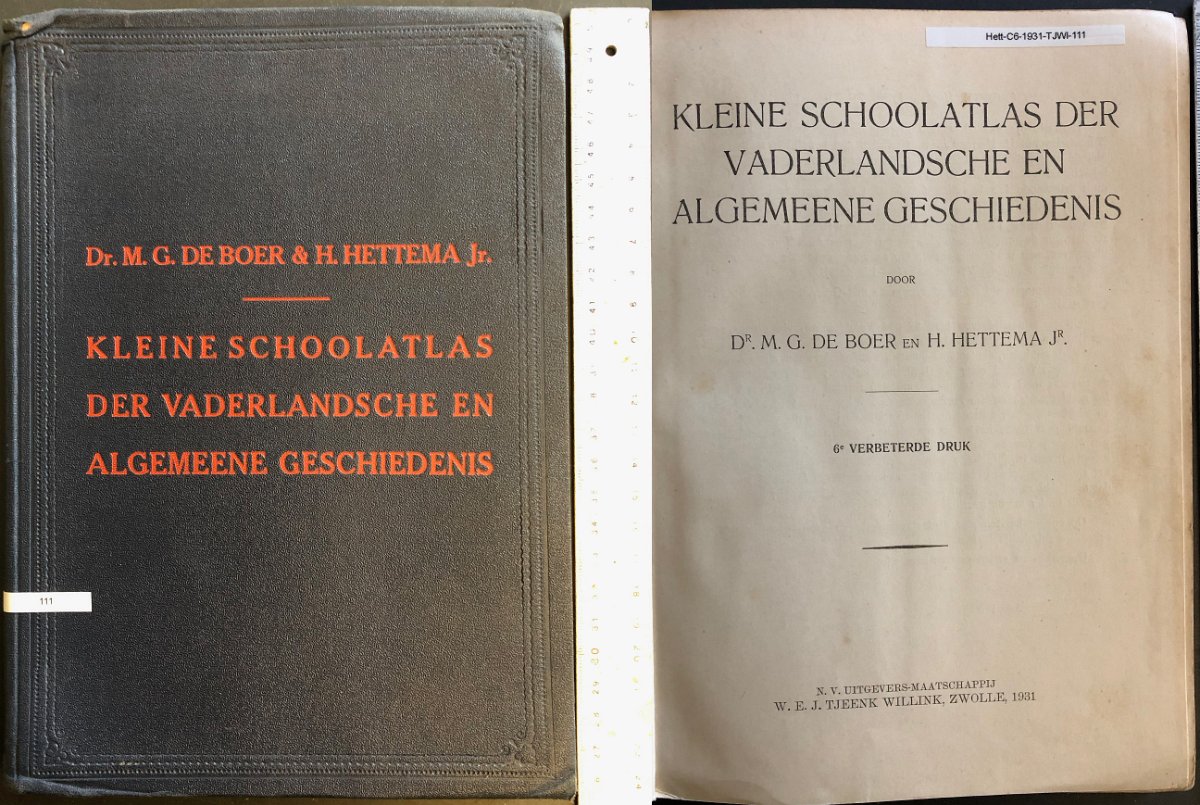 Dr. M. G. DE BOER & H. HETTEMA Jr.
KLEINE SCHOOLATLAS
DER VADERLANDSCHE EN
ALGEMEENE GESCHIEDENIS
111
Hett-C6-1931-TJWI-111
KLEINE SCHOOLATLAS DER
VADERLANDSCHE EN
ALGEMEENE GESCHIEDENIS
DOOR
DR. M. G. DE BOER EN H. HETTEMA JR.
6e VERBETERDE DRUK
N. V. UITGEVERS-MAATSCHAPPIJ
W. E. J. TJEENK WILLINK, ZWOLLE, 1931